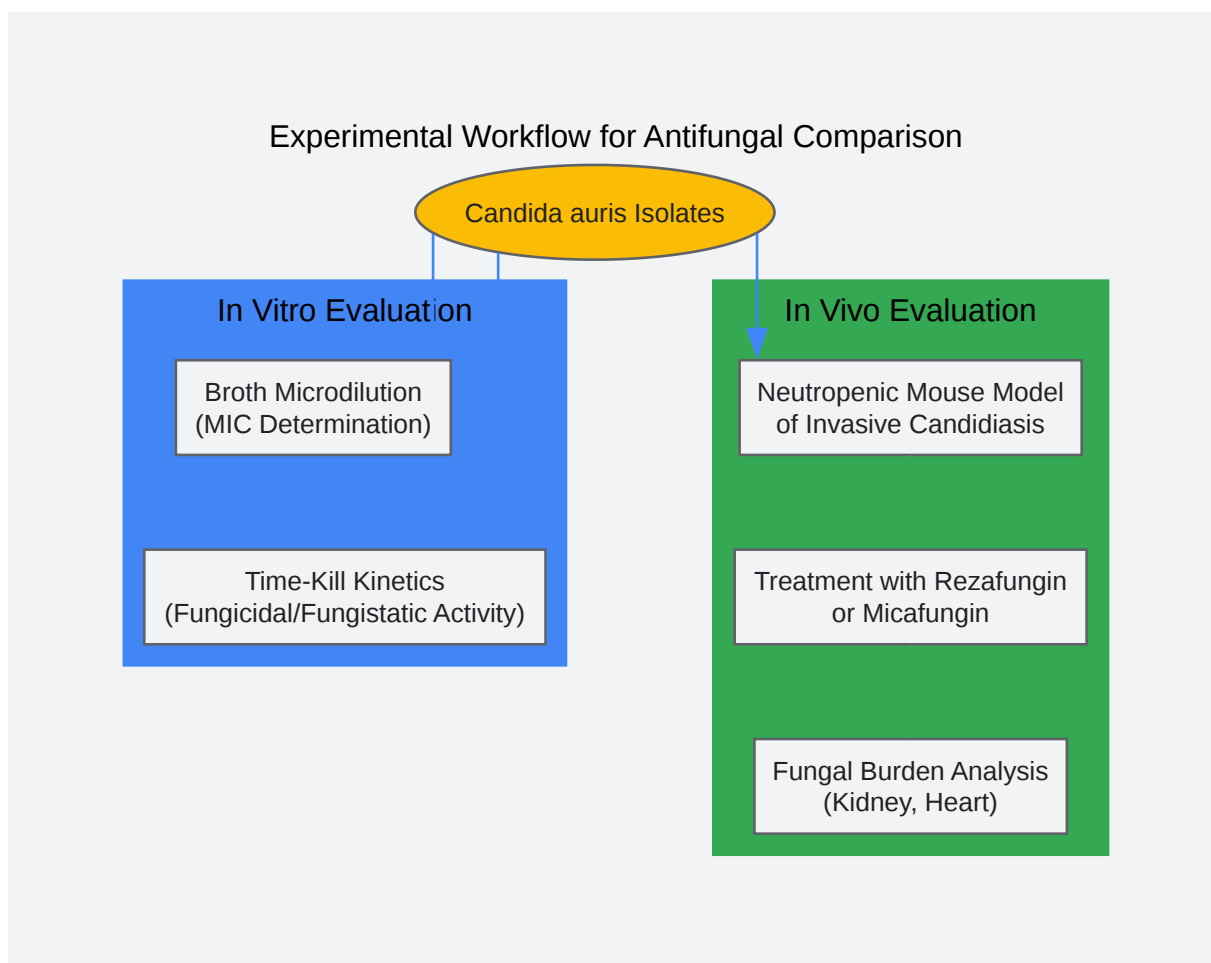 Experimental Workflow for Antifungal Comparison
Candida auris Isolates
In Vitro Evaluation
Broth Microdilution
(MIC Determination)
Time-Kill Kinetics
(Fungicidal/Fungistatic Activity)
In Vivo Evaluation
Neutropenic Mouse Model
of Invasive Candidiasis
Treatment with Rezafungin
or Micafungin
Fungal Burden Analysis
(Kidney, Heart)